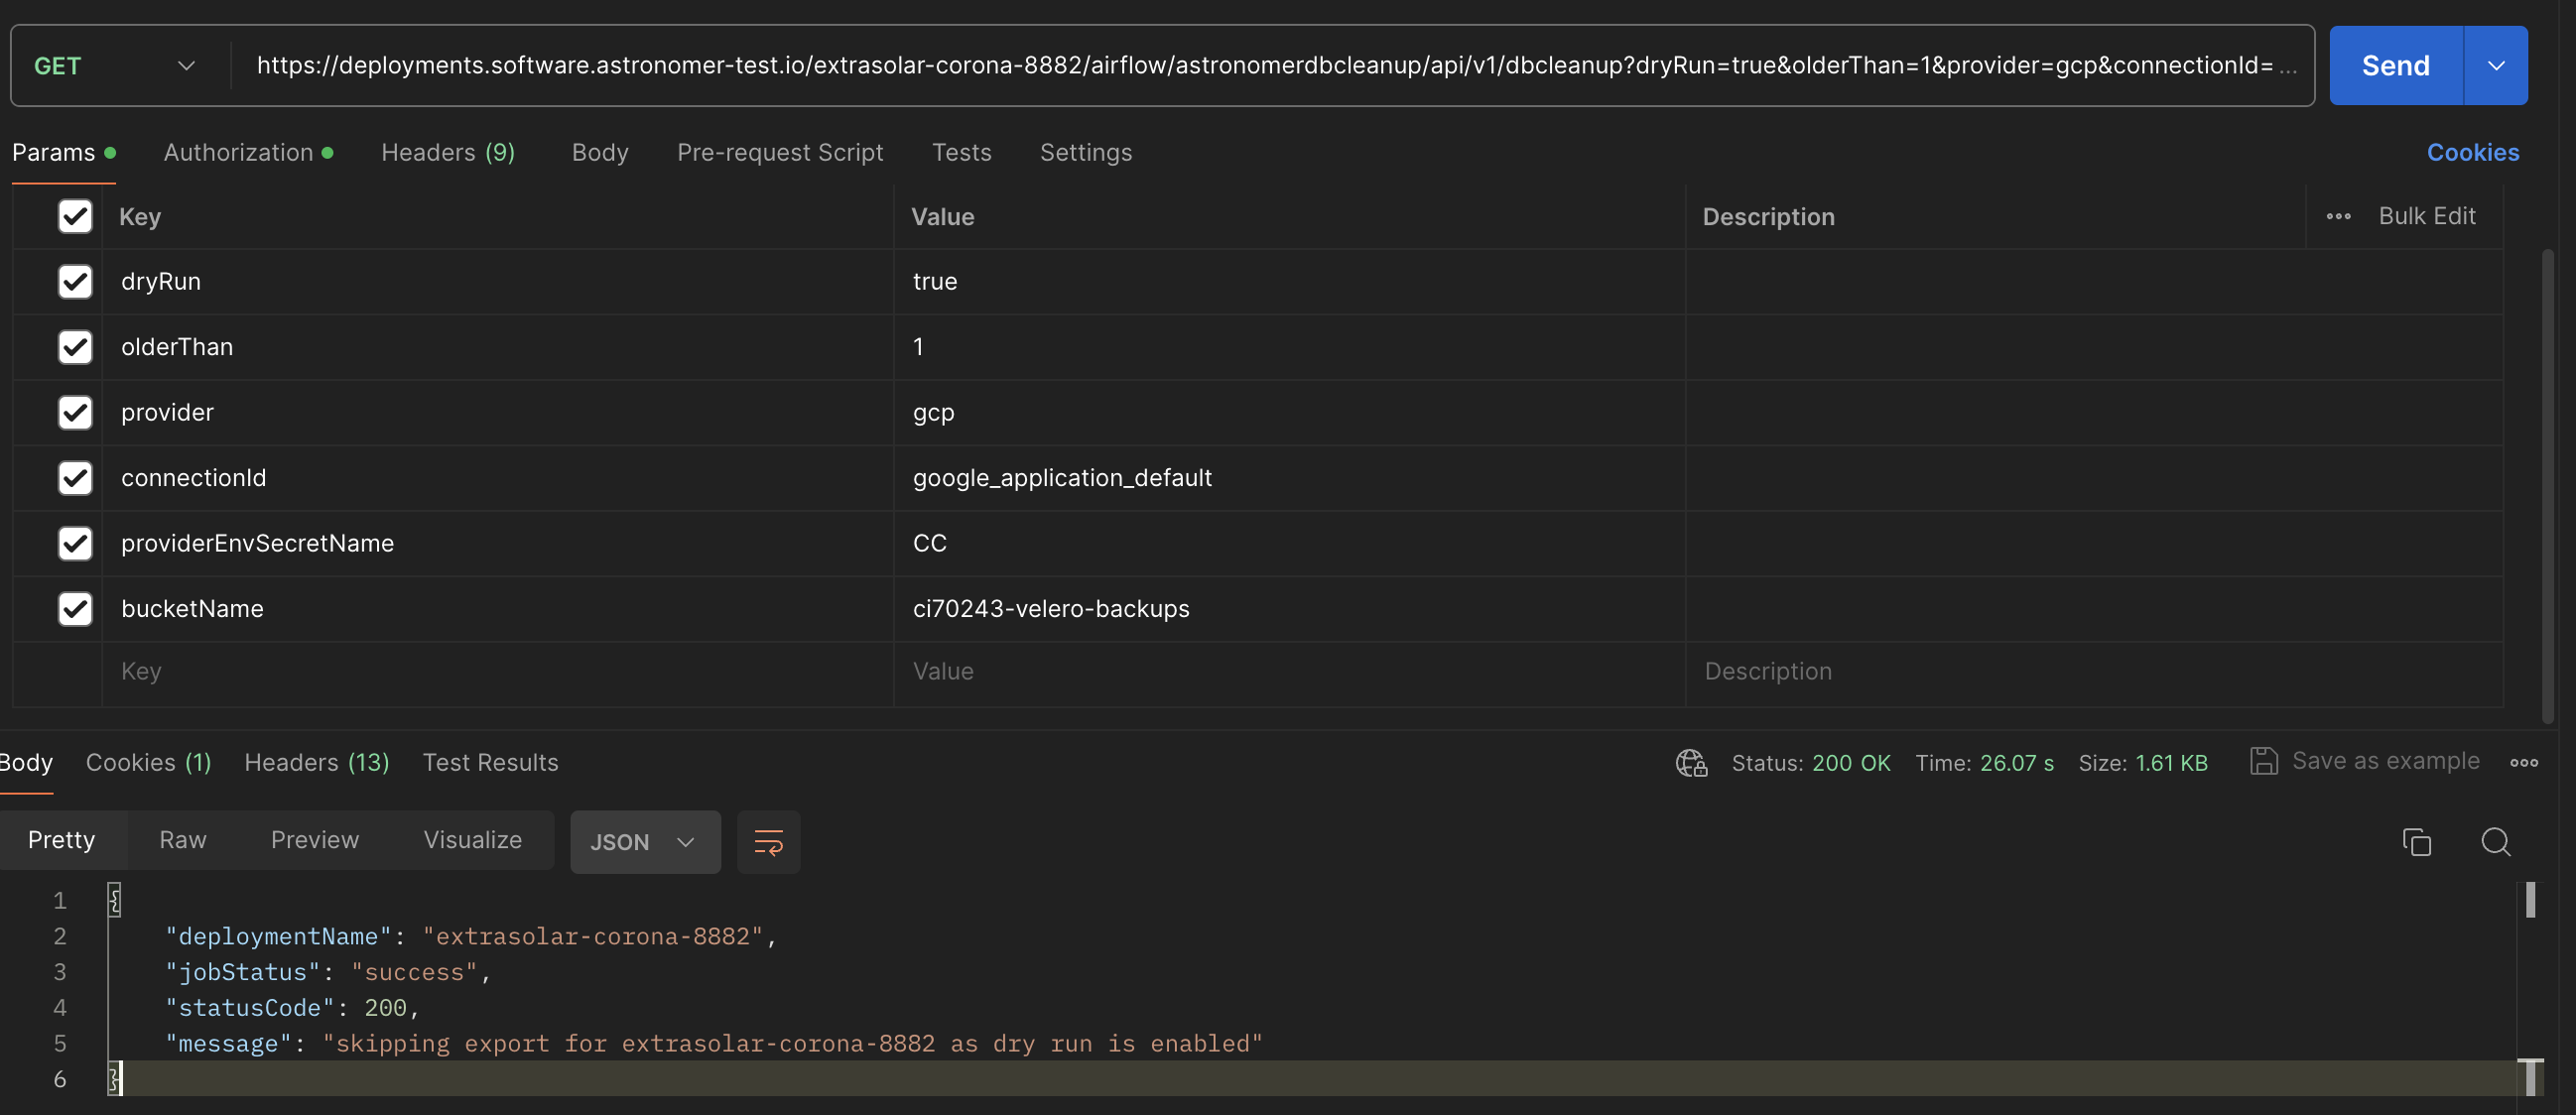 GET https://deployments.software.astronomer-test.io/extrasolar-corona-8882/airflow/astronomerdbcleanup/api/v1/dbcleanup?dryRun=true&olderThan=1&provider=gcp&connectionId= ... Send
Params Authorization Headers (9) Body Pre-request Script Tests Settings Cookies
Key Value Description Bulk Edit
dryRun true
olderThan 1
provider gcp
connectionId google_application_default
providerEnvSecretName CC
bucketName ci70243-velero-backups
Key Value Description
Body Cookies (1) Headers (13) Test Results Status: 200 OK Time: 26.07 s Size: 1.61 KB Save as example
Pretty Raw Preview Visualize JSON
1 {
2 "deploymentName": "extrasolar-corona-8882",
3 "jobStatus": "success",
4 "statusCode": 200,
5 "message": "skipping export for extrasolar-corona-8882 as dry run is enabled"
6 }